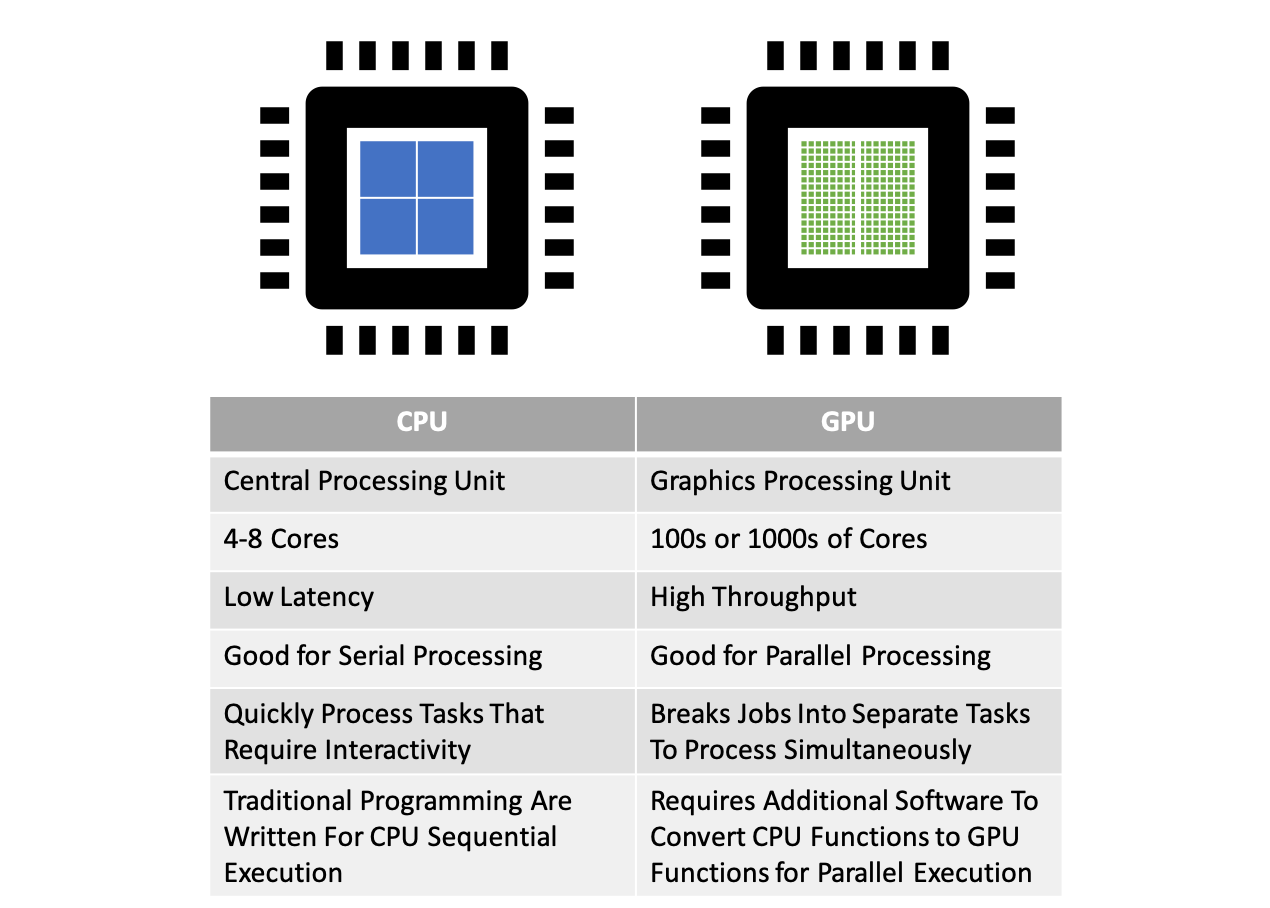 CPU
GPU
Central Processing Unit
Graphics Processing Unit
4-8 Cores
100s or 1000s of Cores
Low Latency
High Throughput
Good for Serial Processing
Good for Parallel Processing
Quickly Process Tasks That
Require Interactivity
Breaks Jobs Into Separate Tasks
To Process Simultaneously
Traditional Programming Are
Written For CPU Sequential
Execution
Requires Additional Software To
Convert CPU Functions to GPU
Functions for Parallel Execution